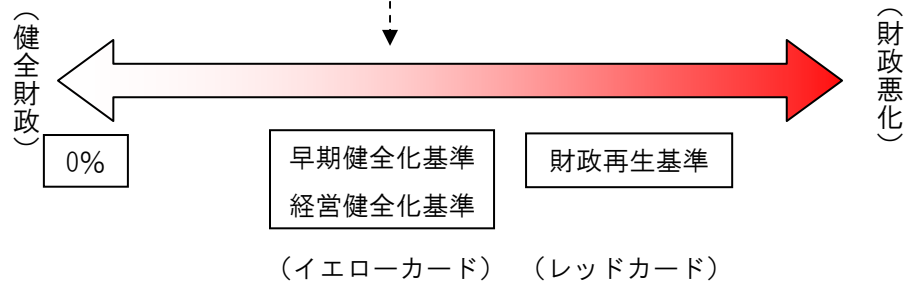 （健全財政）
（財政悪化）
0%
早期健全化基準
経営健全化基準
財政再生基準
（イエローカード）
（レッドカード）